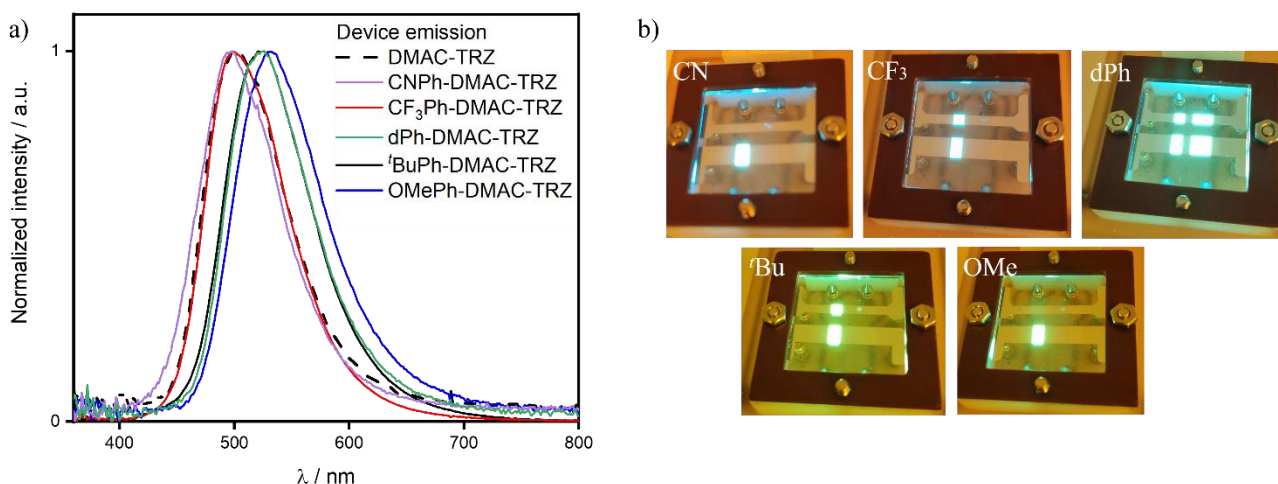 a)
Device emission
DMAC-TRZ
CNPh-DMAC-TRZ
CF₃Ph-DMAC-TRZ
dPh-DMAC-TRZ
ᵗBuPh-DMAC-TRZ
OMePh-DMAC-TRZ
Normalized intensity / a.u.
1
0
400
500
600
700
800
λ / nm
b)
CN
CF₃
dPh
ᵗBu
OMe